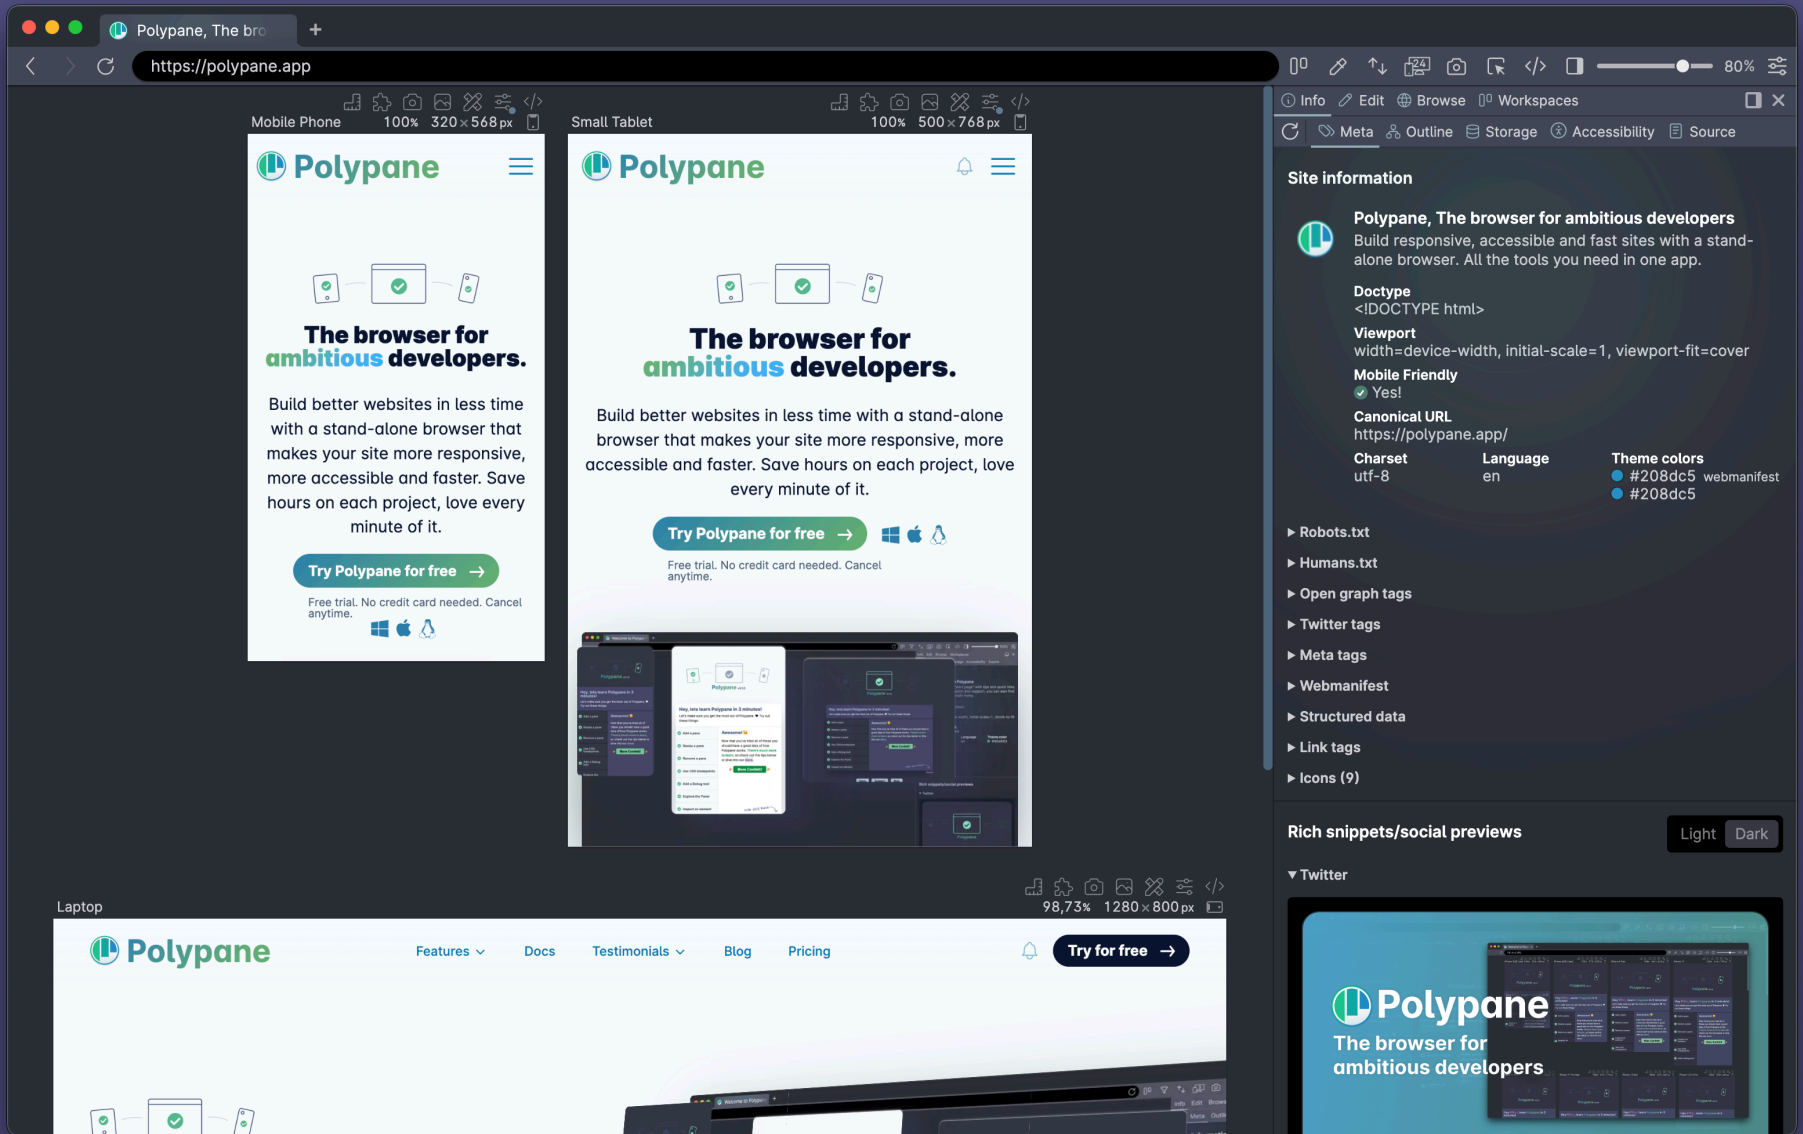 Polypane, The bro
https://polypane.app
24
80%
Mobile Phone
100% 320×568 px
Polypane
The browser for
ambitious developers.
Build better websites in less time
with a stand-alone browser that
makes your site more responsive,
more accessible and faster. Save
hours on each project, love every
minute of it.
Try Polypane for free →
Free trial. No credit card needed. Cancel
anytime.
Small Tablet
100% 500×768 px
Polypane
The browser for
ambitious developers.
Build better websites in less time with a stand-alone
browser that makes your site more responsive, more
accessible and faster. Save hours on each project, love
every minute of it.
Try Polypane for free →
Free trial. No credit card needed. Cancel
anytime.
Polypane
Hey, lets learn Polypane in 3 minutes!
Laptop
98,73% 1280×800 px
Polypane
Features
Docs
Testimonials
Blog
Pricing
Try for free →
Info
Edit
Browse
Workspaces
Meta
Outline
Storage
Accessibility
Source
Site information
Polypane, The browser for ambitious developers
Build responsive, accessible and fast sites with a stand-
alone browser. All the tools you need in one app.
Doctype
<!DOCTYPE html>
Viewport
width=device-width, initial-scale=1, viewport-fit=cover
Mobile Friendly
Yes!
Canonical URL
https://polypane.app/
Charset
utf-8
Language
en
Theme colors
#208dc5 webmanifest
#208dc5
Robots.txt
Humans.txt
Open graph tags
Twitter tags
Meta tags
Webmanifest
Structured data
Link tags
Icons (9)
Rich snippets/social previews
Light
Dark
Twitter
Polypane
The browser for
ambitious developers